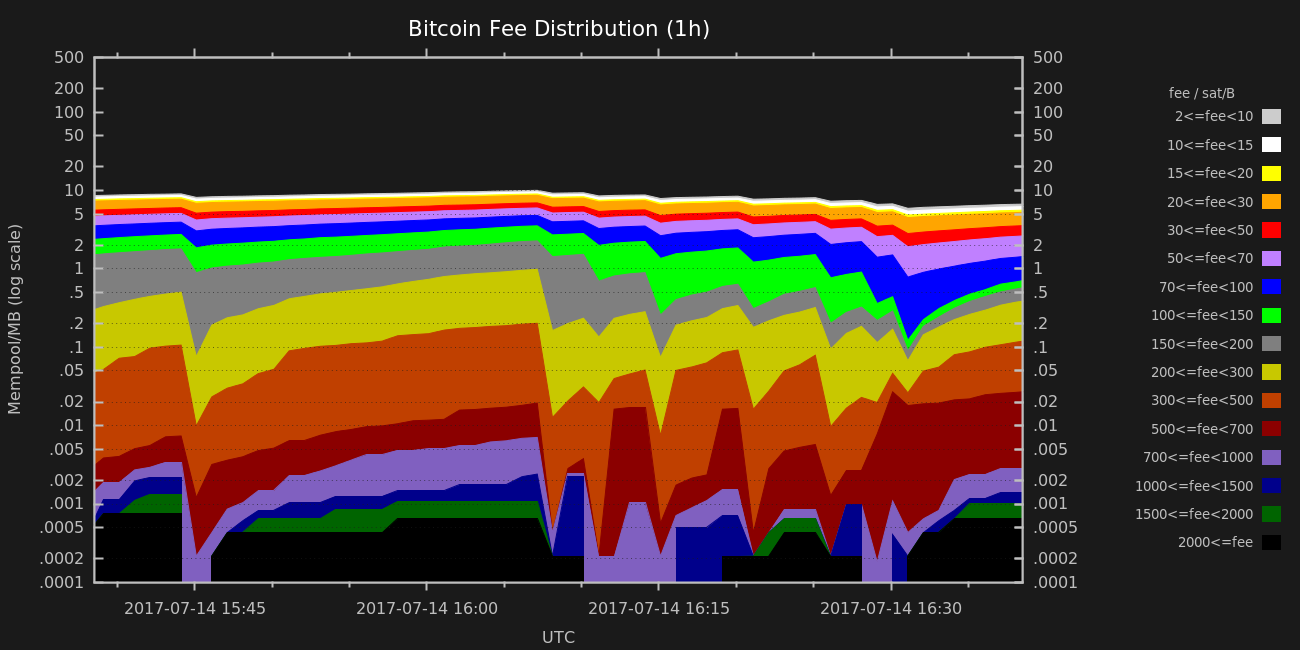 Bitcoin Fee Distribution (1h)
Mempool/MB (log scale)
500
200
100
50
20
10
5
2
1
.5
.2
.1
.05
.02
.01
.005
.002
.001
.0005
.0002
.0001
500
200
100
50
20
10
5
2
1
.5
.2
.1
.05
.02
.01
.005
.002
.001
.0005
.0002
.0001
2017-07-14 15:45
2017-07-14 16:00
2017-07-14 16:15
2017-07-14 16:30
UTC
fee / sat/B
2<=fee<10
10<=fee<15
15<=fee<20
20<=fee<30
30<=fee<50
50<=fee<70
70<=fee<100
100<=fee<150
150<=fee<200
200<=fee<300
300<=fee<500
500<=fee<700
700<=fee<1000
1000<=fee<1500
1500<=fee<2000
2000<=fee